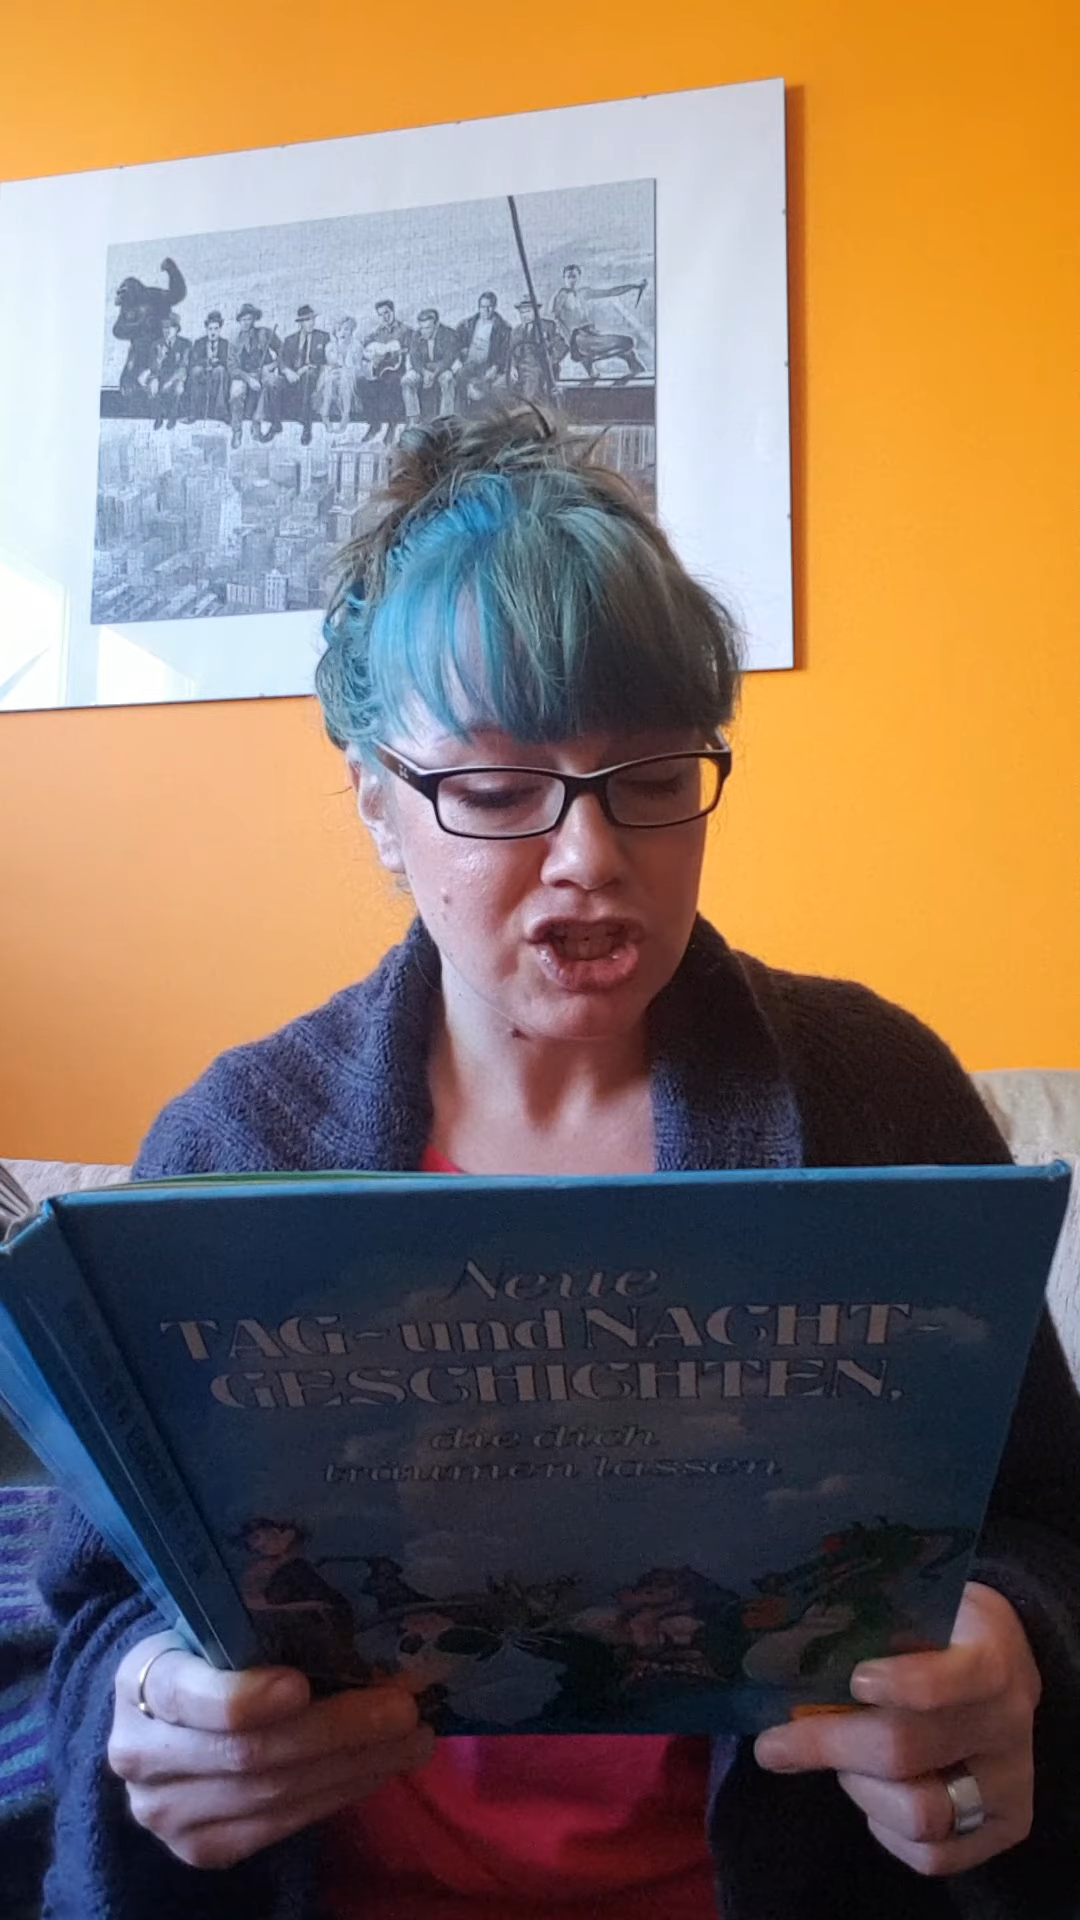 Neue
TAG- und NACHT-
GESCHICHTEN,
die dich
träumen lassen